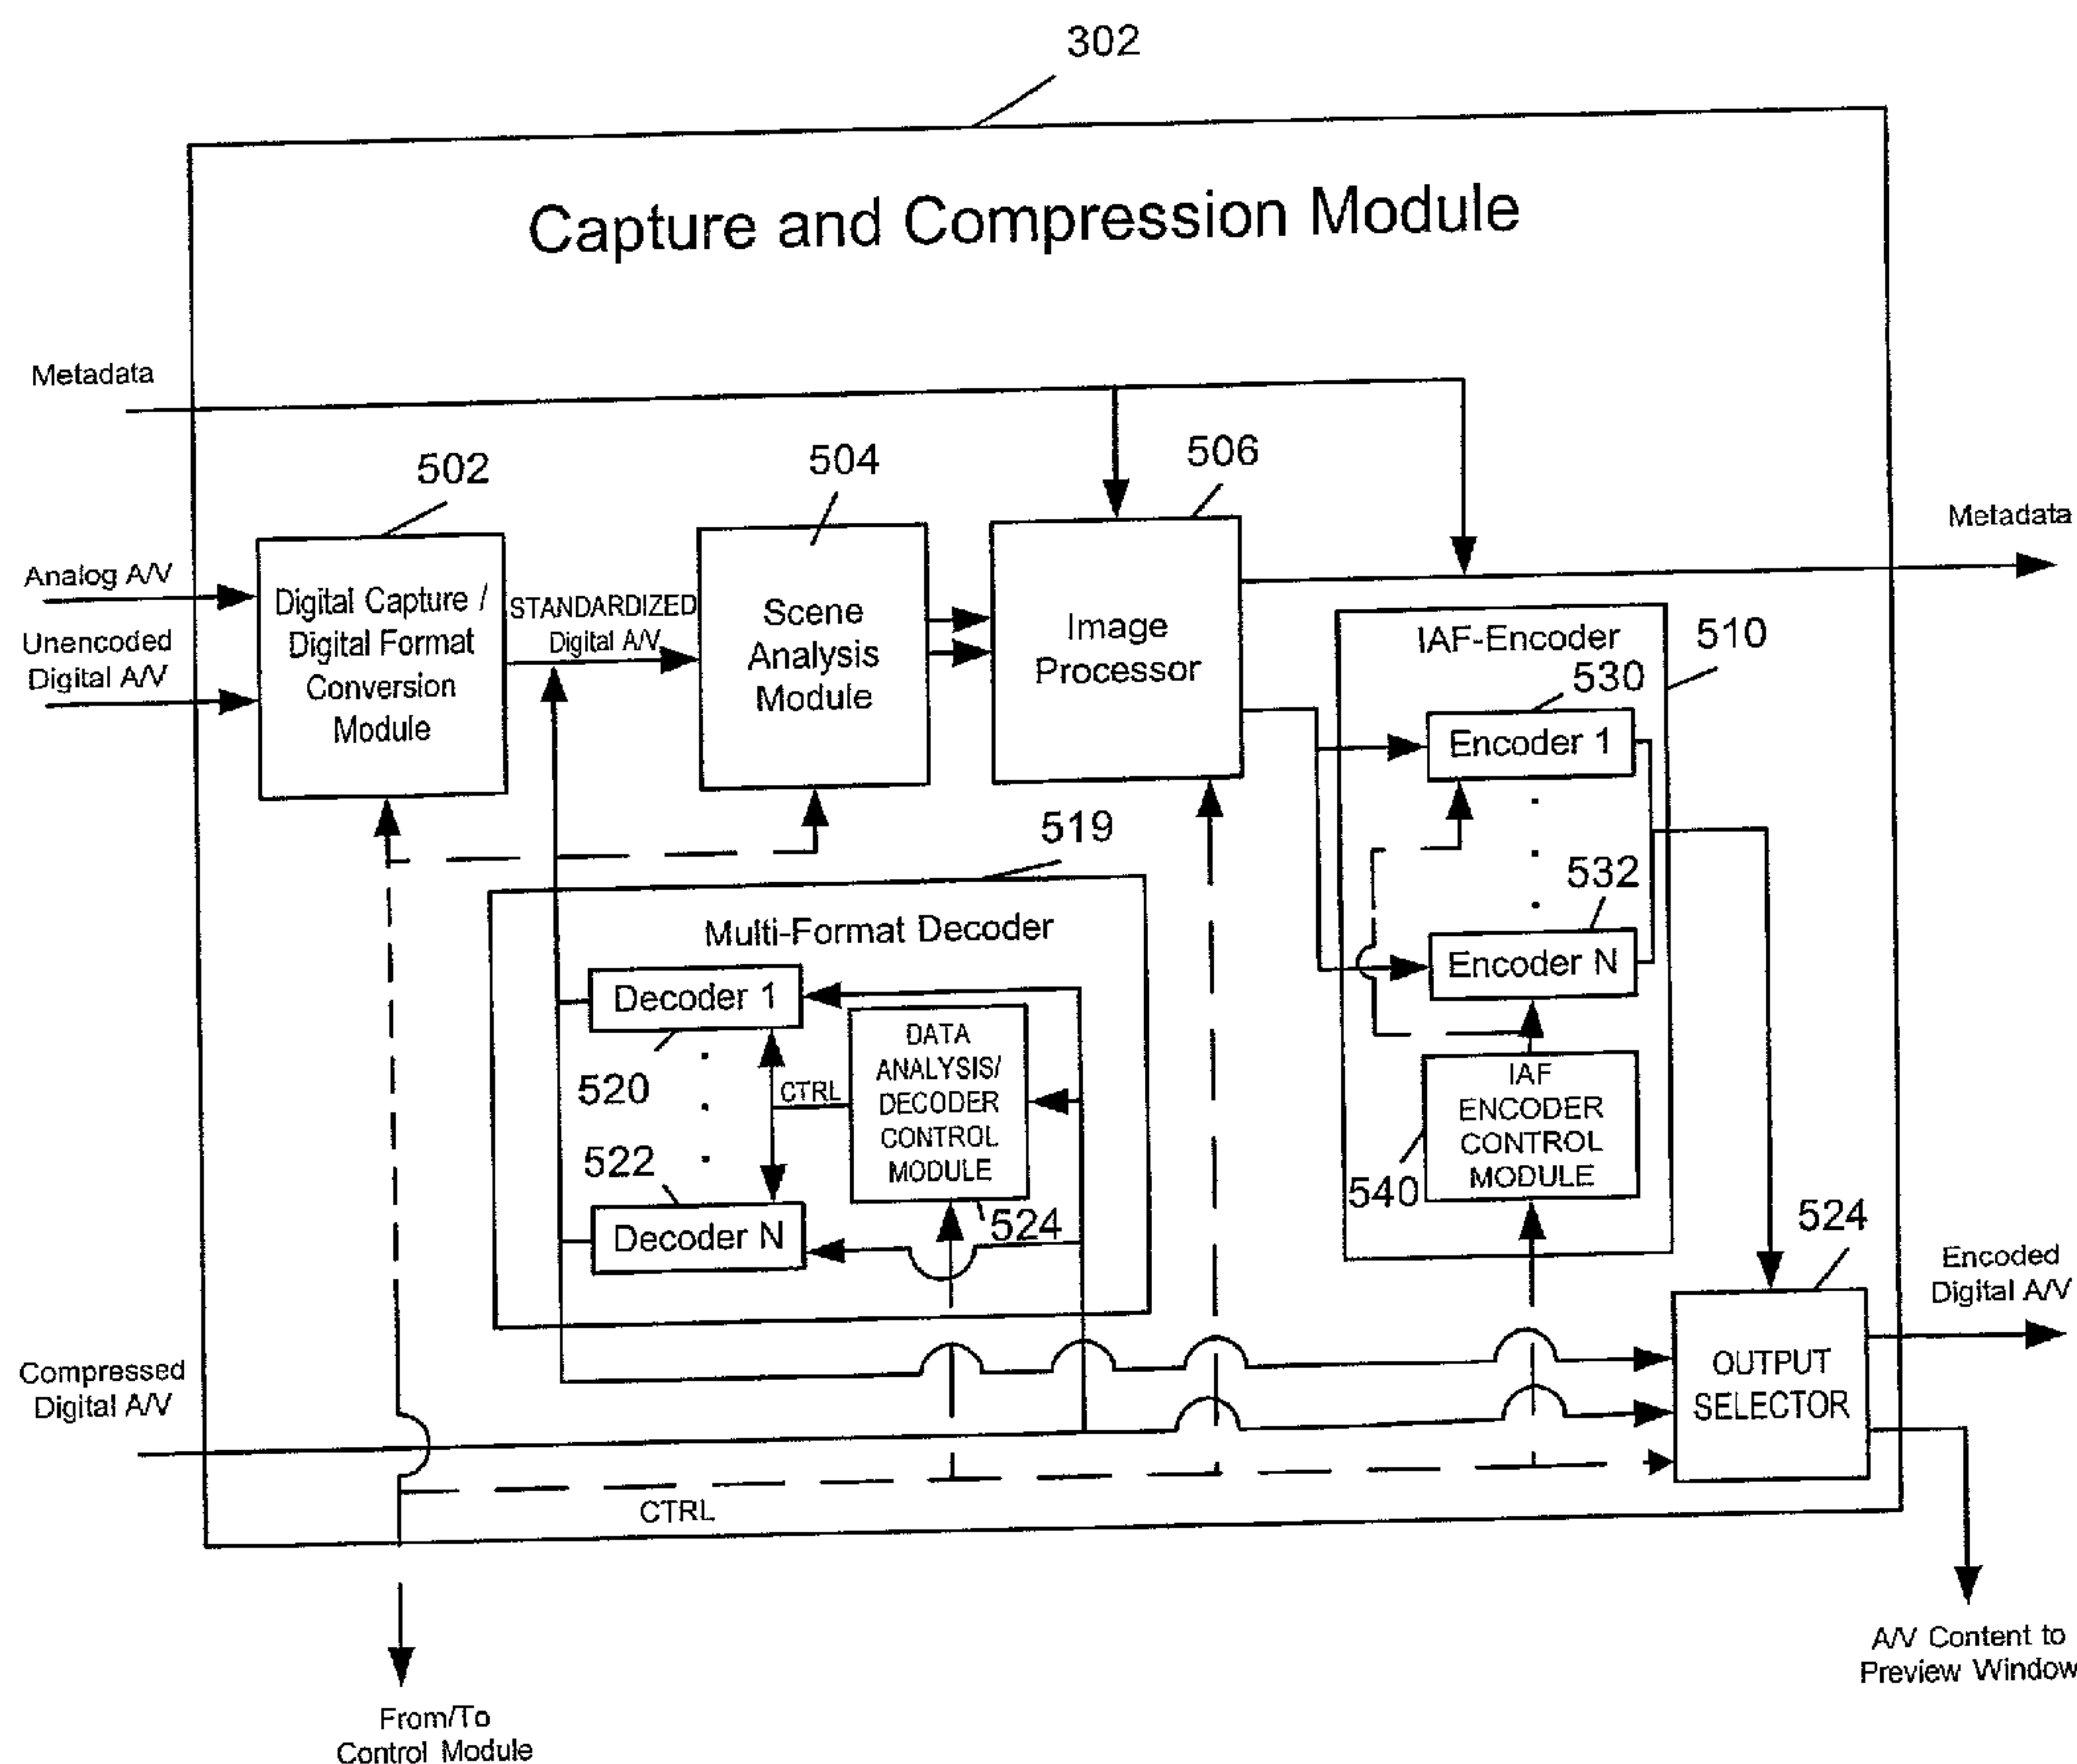 302
Capture and Compression Module
Metadata
502
504
506
Metadata
Analog A/V
Unencoded
Digital A/V
Digital Capture /
Digital Format
Conversion
Module
STANDARDIZED
Digital A/V
Scene
Analysis
Module
Image
Processor
IAF-Encoder
510
530
Encoder 1
532
Encoder N
IAF
ENCODER
CONTROL
MODULE
540
519
Multi-Format Decoder
Decoder 1
520
CTRL
DATA
ANALYSIS/
DECODER
CONTROL
MODULE
522
524
Decoder N
524
Encoded
Digital A/V
Compressed
Digital A/V
OUTPUT
SELECTOR
CTRL
A/V Content to
Preview Window
From/To
Control Module